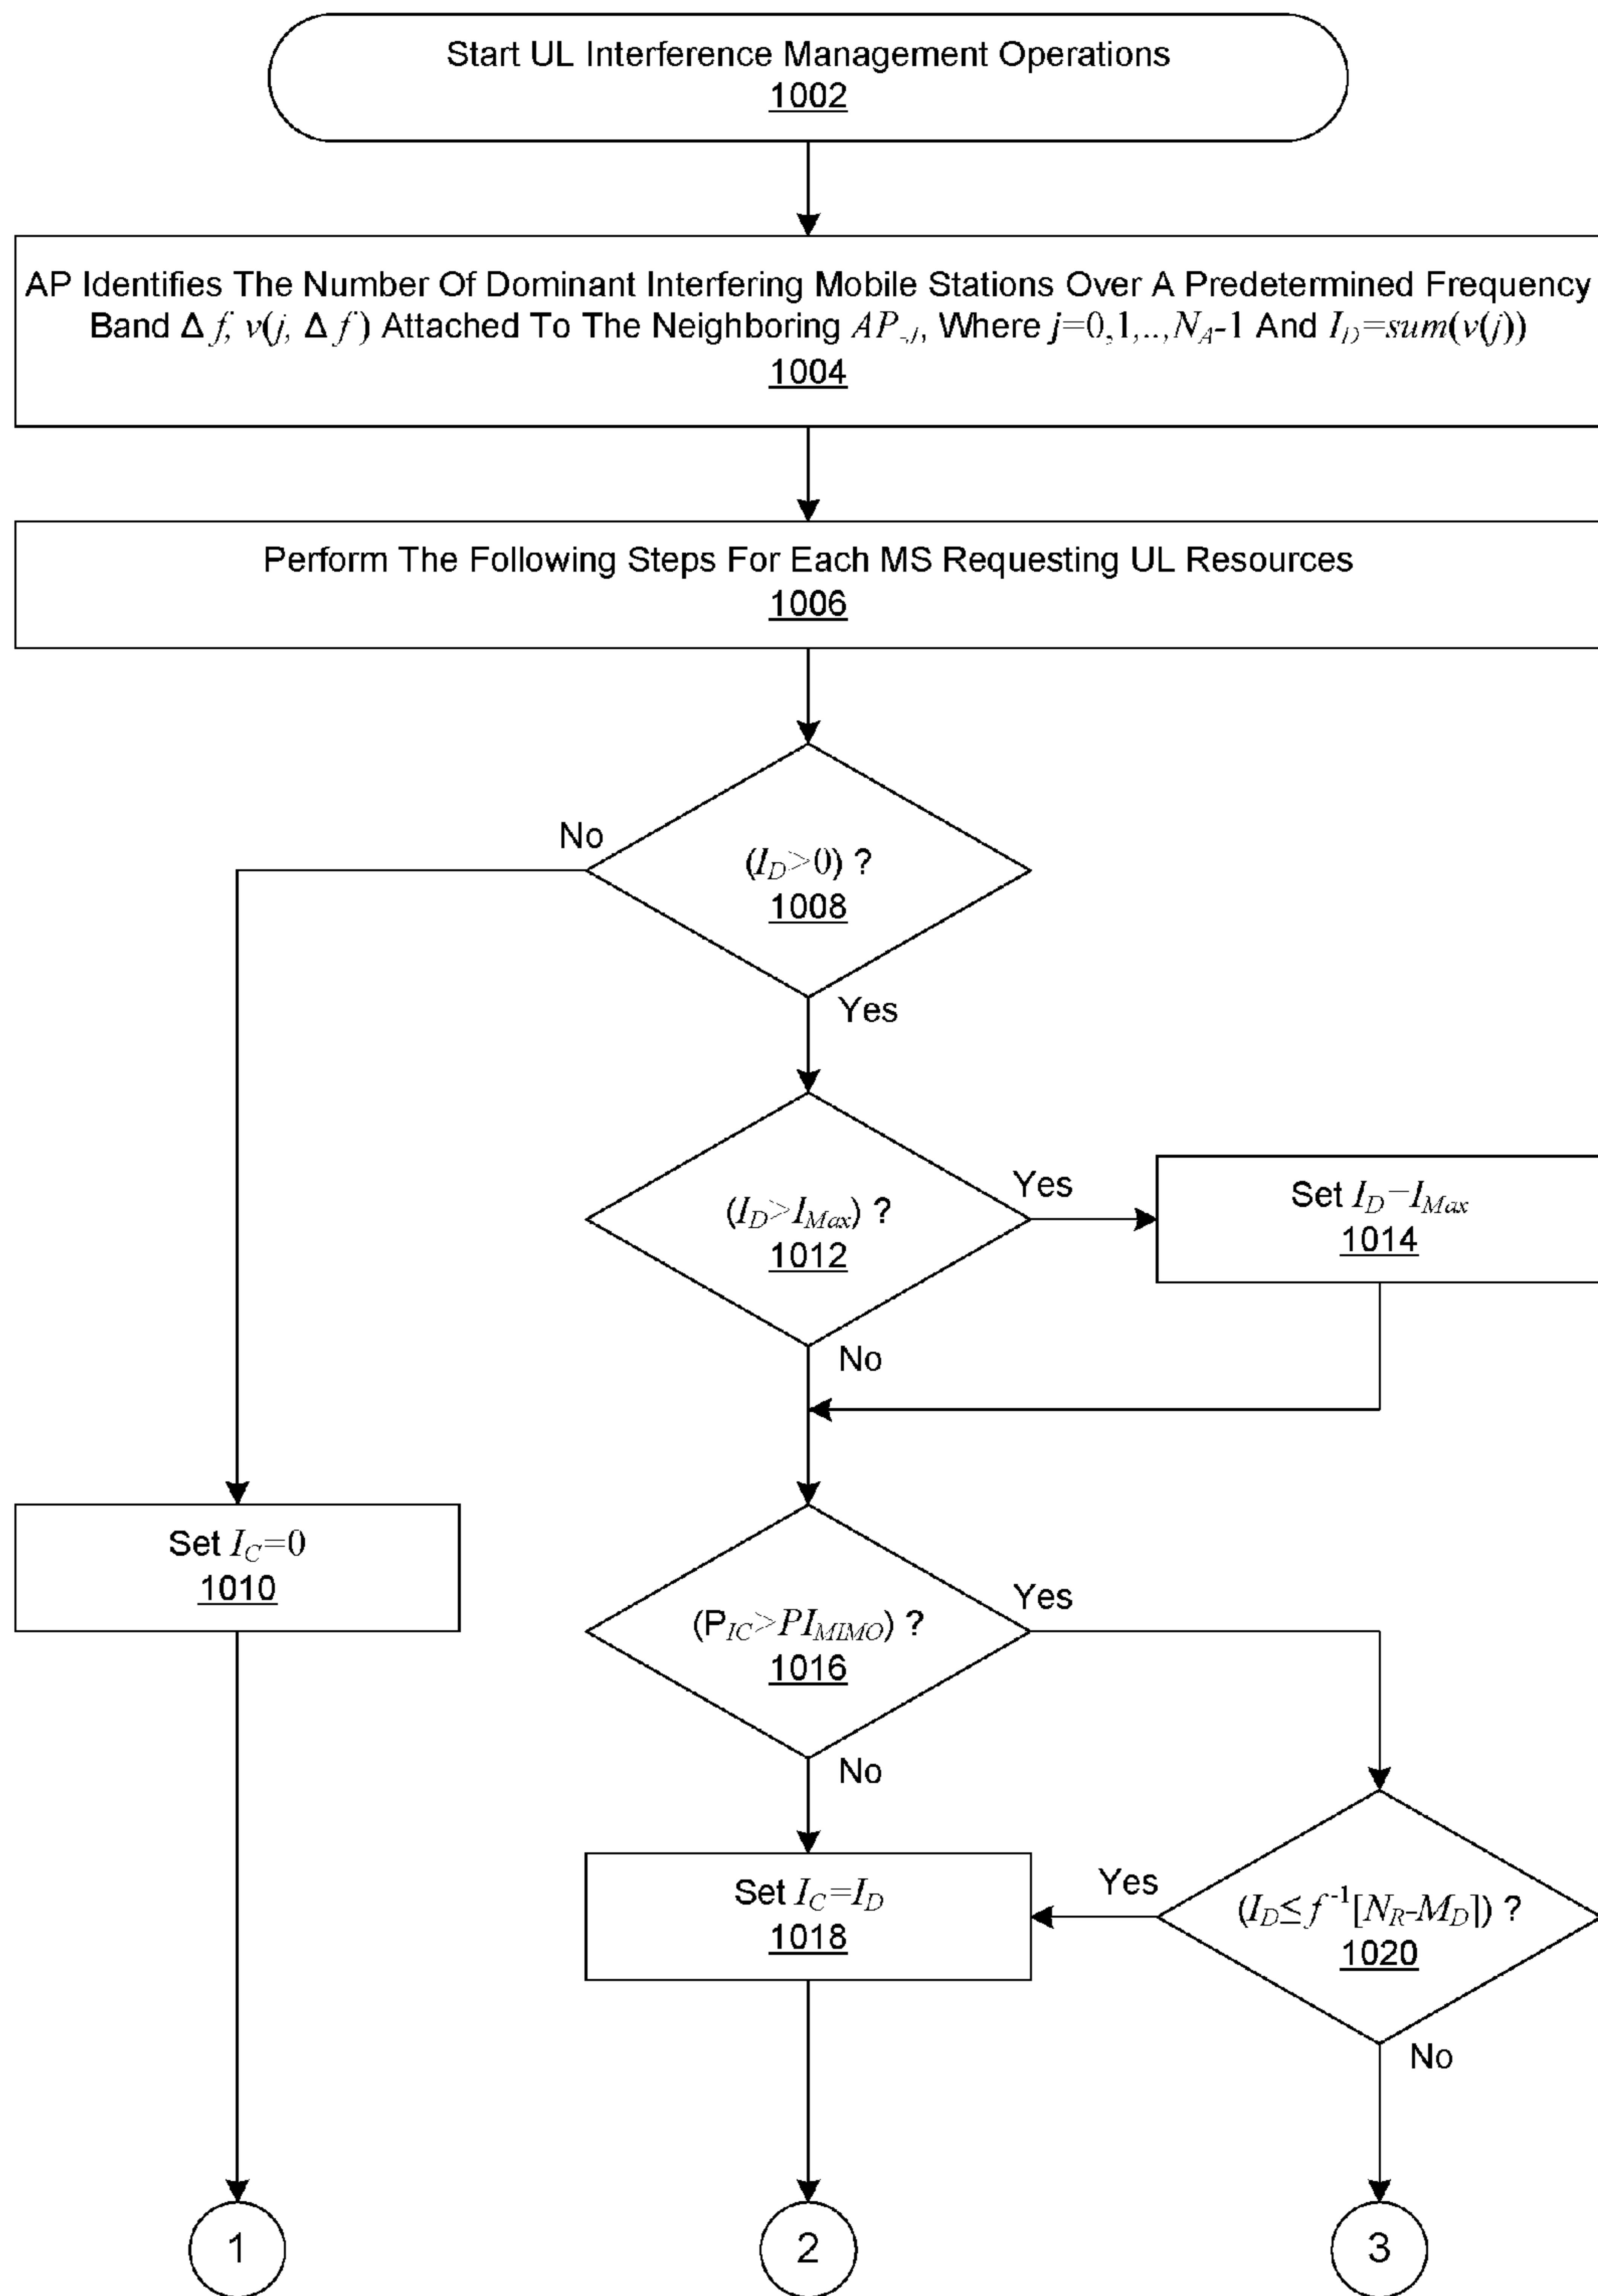 Start UL Interference Management Operations
1002
AP Identifies The Number Of Dominant Interfering Mobile Stations Over A Predetermined Frequency
Band Δ f, v(j, Δ f ) Attached To The Neighboring AP-J, Where j=0,1,..,NA-1 And ID=sum(v(j))
1004
Perform The Following Steps For Each MS Requesting UL Resources
1006
No
(ID>0) ?
1008
Yes
(ID>IMax) ?
1012
Yes
Set ID=IMax
1014
No
Set IC=0
1010
(PIC>PIMIMO) ?
1016
Yes
No
Set IC=ID
1018
Yes
(ID≤f -1[NR-MD]) ?
1020
No
1
2
3